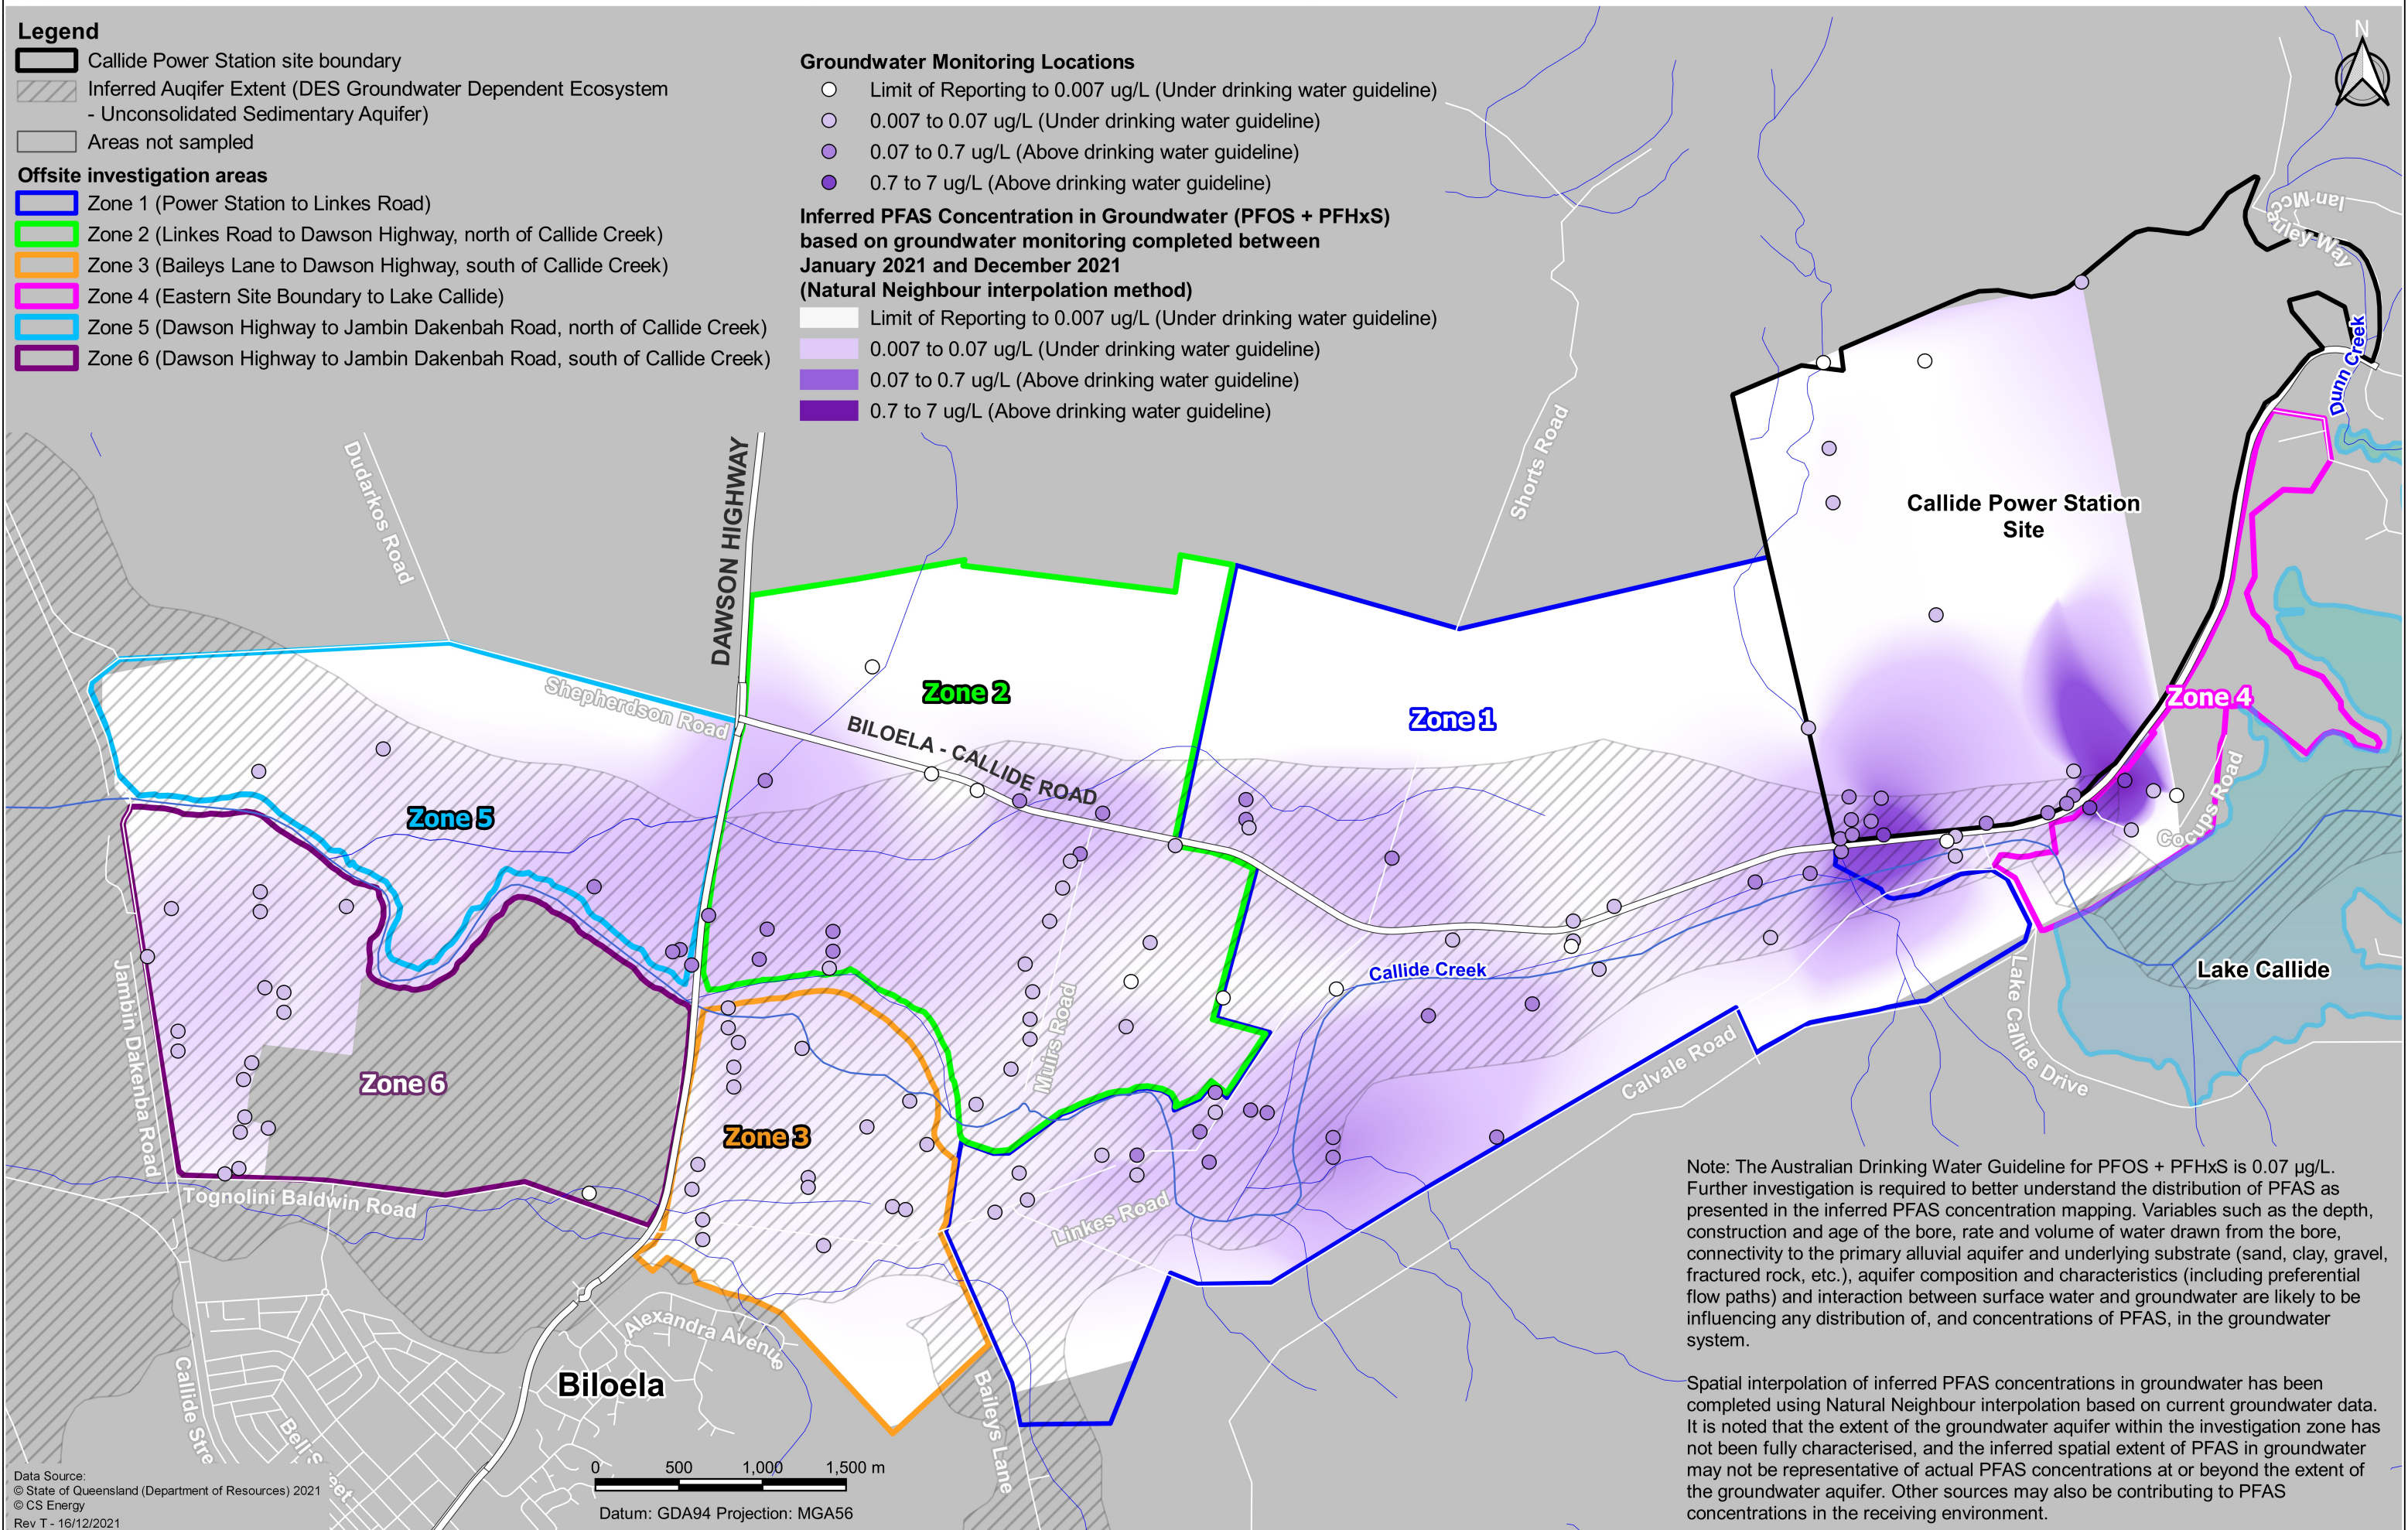 Legend
Callide Power Station site boundary
Inferred Auqifer Extent (DES Groundwater Dependent Ecosystem
- Unconsolidated Sedimentary Aquifer)
Areas not sampled
Offsite investigation areas
Zone 1 (Power Station to Linkes Road)
Zone 2 (Linkes Road to Dawson Highway, north of Callide Creek)
Zone 3 (Baileys Lane to Dawson Highway, south of Callide Creek)
Zone 4 (Eastern Site Boundary to Lake Callide)
Zone 5 (Dawson Highway to Jambin Dakenbah Road, north of Callide Creek)
Zone 6 (Dawson Highway to Jambin Dakenbah Road, south of Callide Creek)
Groundwater Monitoring Locations
Limit of Reporting to 0.007 ug/L (Under drinking water guideline)
0.007 to 0.07 ug/L (Under drinking water guideline)
0.07 to 0.7 ug/L (Above drinking water guideline)
0.7 to 7 ug/L (Above drinking water guideline)
Inferred PFAS Concentration in Groundwater (PFOS + PFHxS)
based on groundwater monitoring completed between
January 2021 and December 2021
(Natural Neighbour interpolation method)
Limit of Reporting to 0.007 ug/L (Under drinking water guideline)
0.007 to 0.07 ug/L (Under drinking water guideline)
0.07 to 0.7 ug/L (Above drinking water guideline)
0.7 to 7 ug/L (Above drinking water guideline)
N
Ian McC
auley Way
Dunn Creek
Shorts Road
Dudarkos Road
DAWSON HIGHWAY
Callide Power Station
Site
Shepherdson Road
Zone 2
BILOELA - CALLIDE ROAD
Zone 1
Zone 4
Cocups Road
Zone 5
Callide Creek
Lake Callide
Lake Callide Drive
Calvale Road
Muirs Road
Jambin Dakenba Road
Zone 6
Zone 3
Linkes Road
Tognolini Baldwin Road
Alexandra Avenue
Biloela
Baileys Lane
Callide Stre
Bell S
eet
0 500 1,000 1,500 m
Datum: GDA94 Projection: MGA56
Data Source:
© State of Queensland (Department of Resources) 2021
© CS Energy
Rev T - 16/12/2021
Note: The Australian Drinking Water Guideline for PFOS + PFHxS is 0.07 µg/L.
Further investigation is required to better understand the distribution of PFAS as
presented in the inferred PFAS concentration mapping. Variables such as the depth,
construction and age of the bore, rate and volume of water drawn from the bore,
connectivity to the primary alluvial aquifer and underlying substrate (sand, clay, gravel,
fractured rock, etc.), aquifer composition and characteristics (including preferential
flow paths) and interaction between surface water and groundwater are likely to be
influencing any distribution of, and concentrations of PFAS, in the groundwater
system.
Spatial interpolation of inferred PFAS concentrations in groundwater has been
completed using Natural Neighbour interpolation based on current groundwater data.
It is noted that the extent of the groundwater aquifer within the investigation zone has
not been fully characterised, and the inferred spatial extent of PFAS in groundwater
may not be representative of actual PFAS concentrations at or beyond the extent of
the groundwater aquifer. Other sources may also be contributing to PFAS
concentrations in the receiving environment.